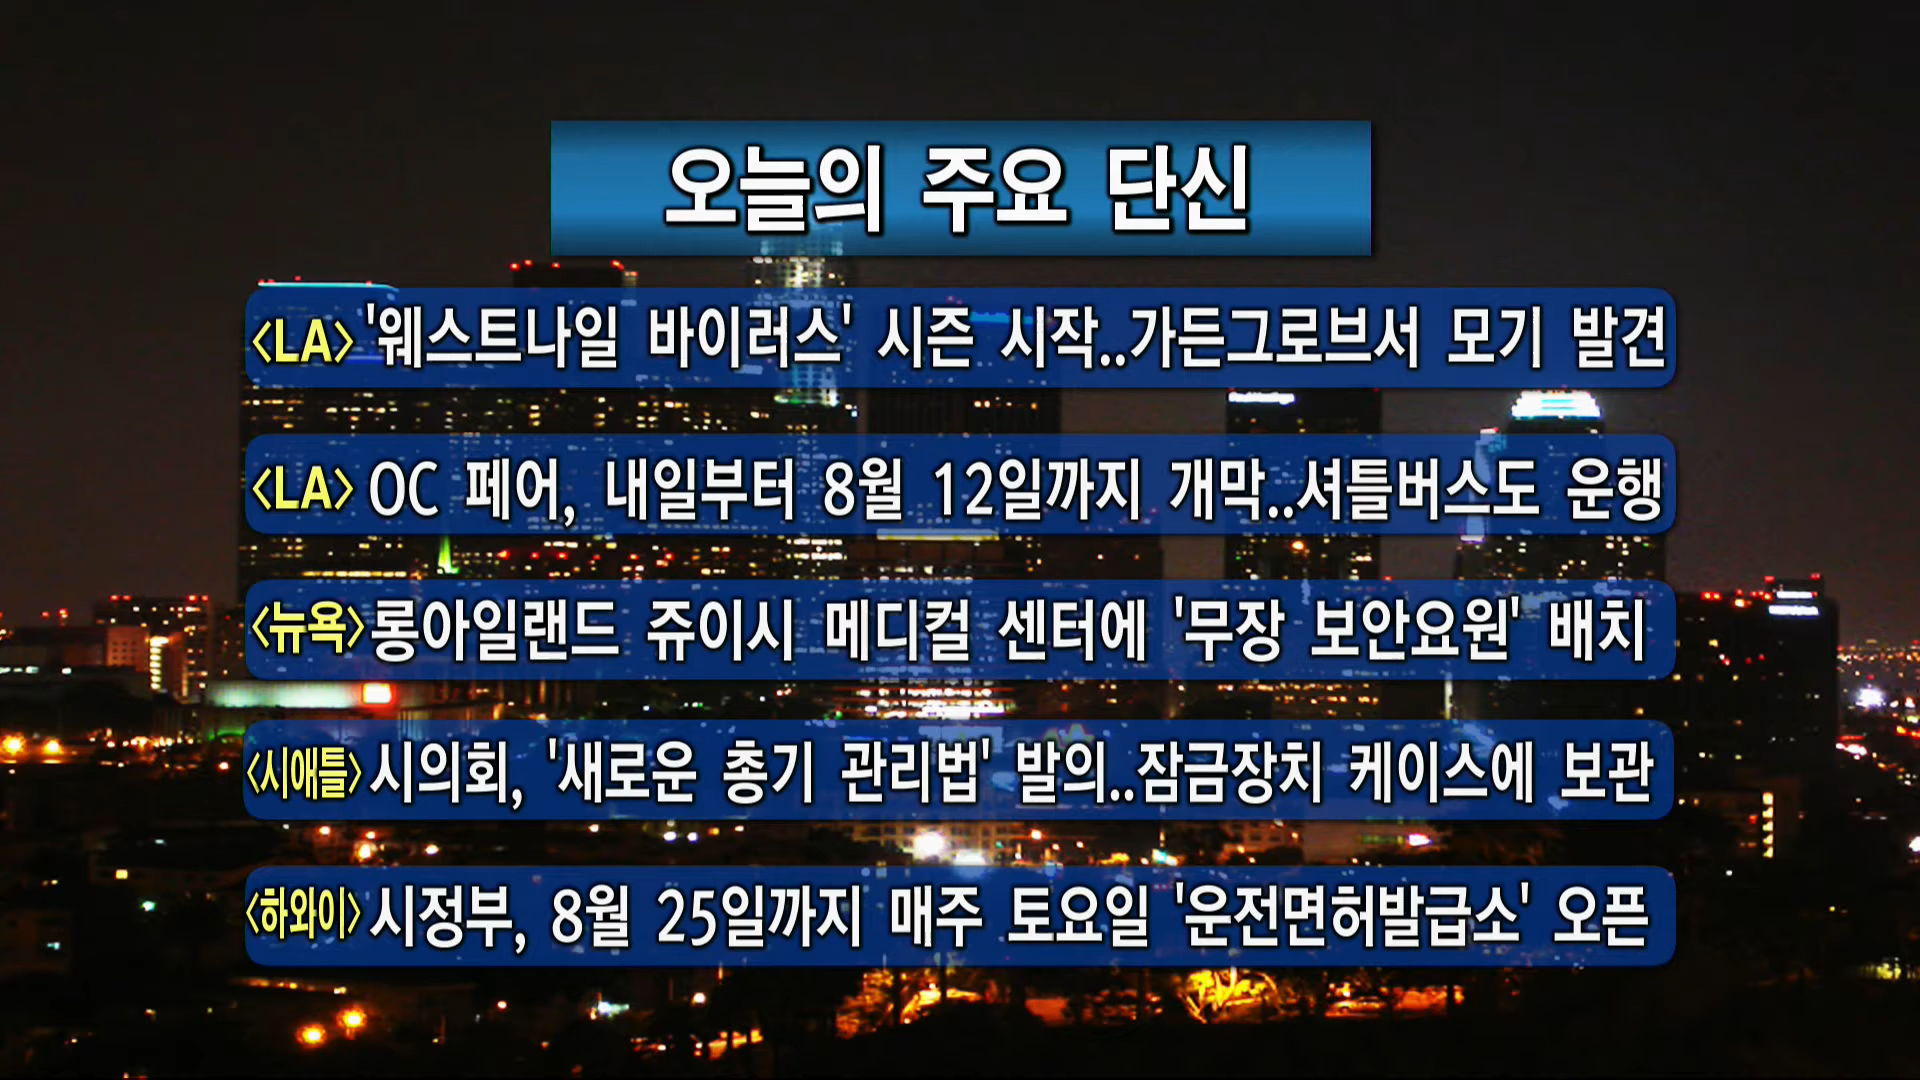 오늘의 주요 단신
<LA> '웨스트나일 바이러스' 시즌 시작..가든그로브서 모기 발견
<LA> OC 페어, 내일부터 8월 12일까지 개막..셔틀버스도 운행
<뉴욕> 롱아일랜드 쥬이시 메디컬 센터에 '무장 보안요원' 배치
<시애틀> 시의회, '새로운 총기 관리법' 발의..잠금장치 케이스에 보관
<하와이> 시정부, 8월 25일까지 매주 토요일 '운전면허발급소' 오픈